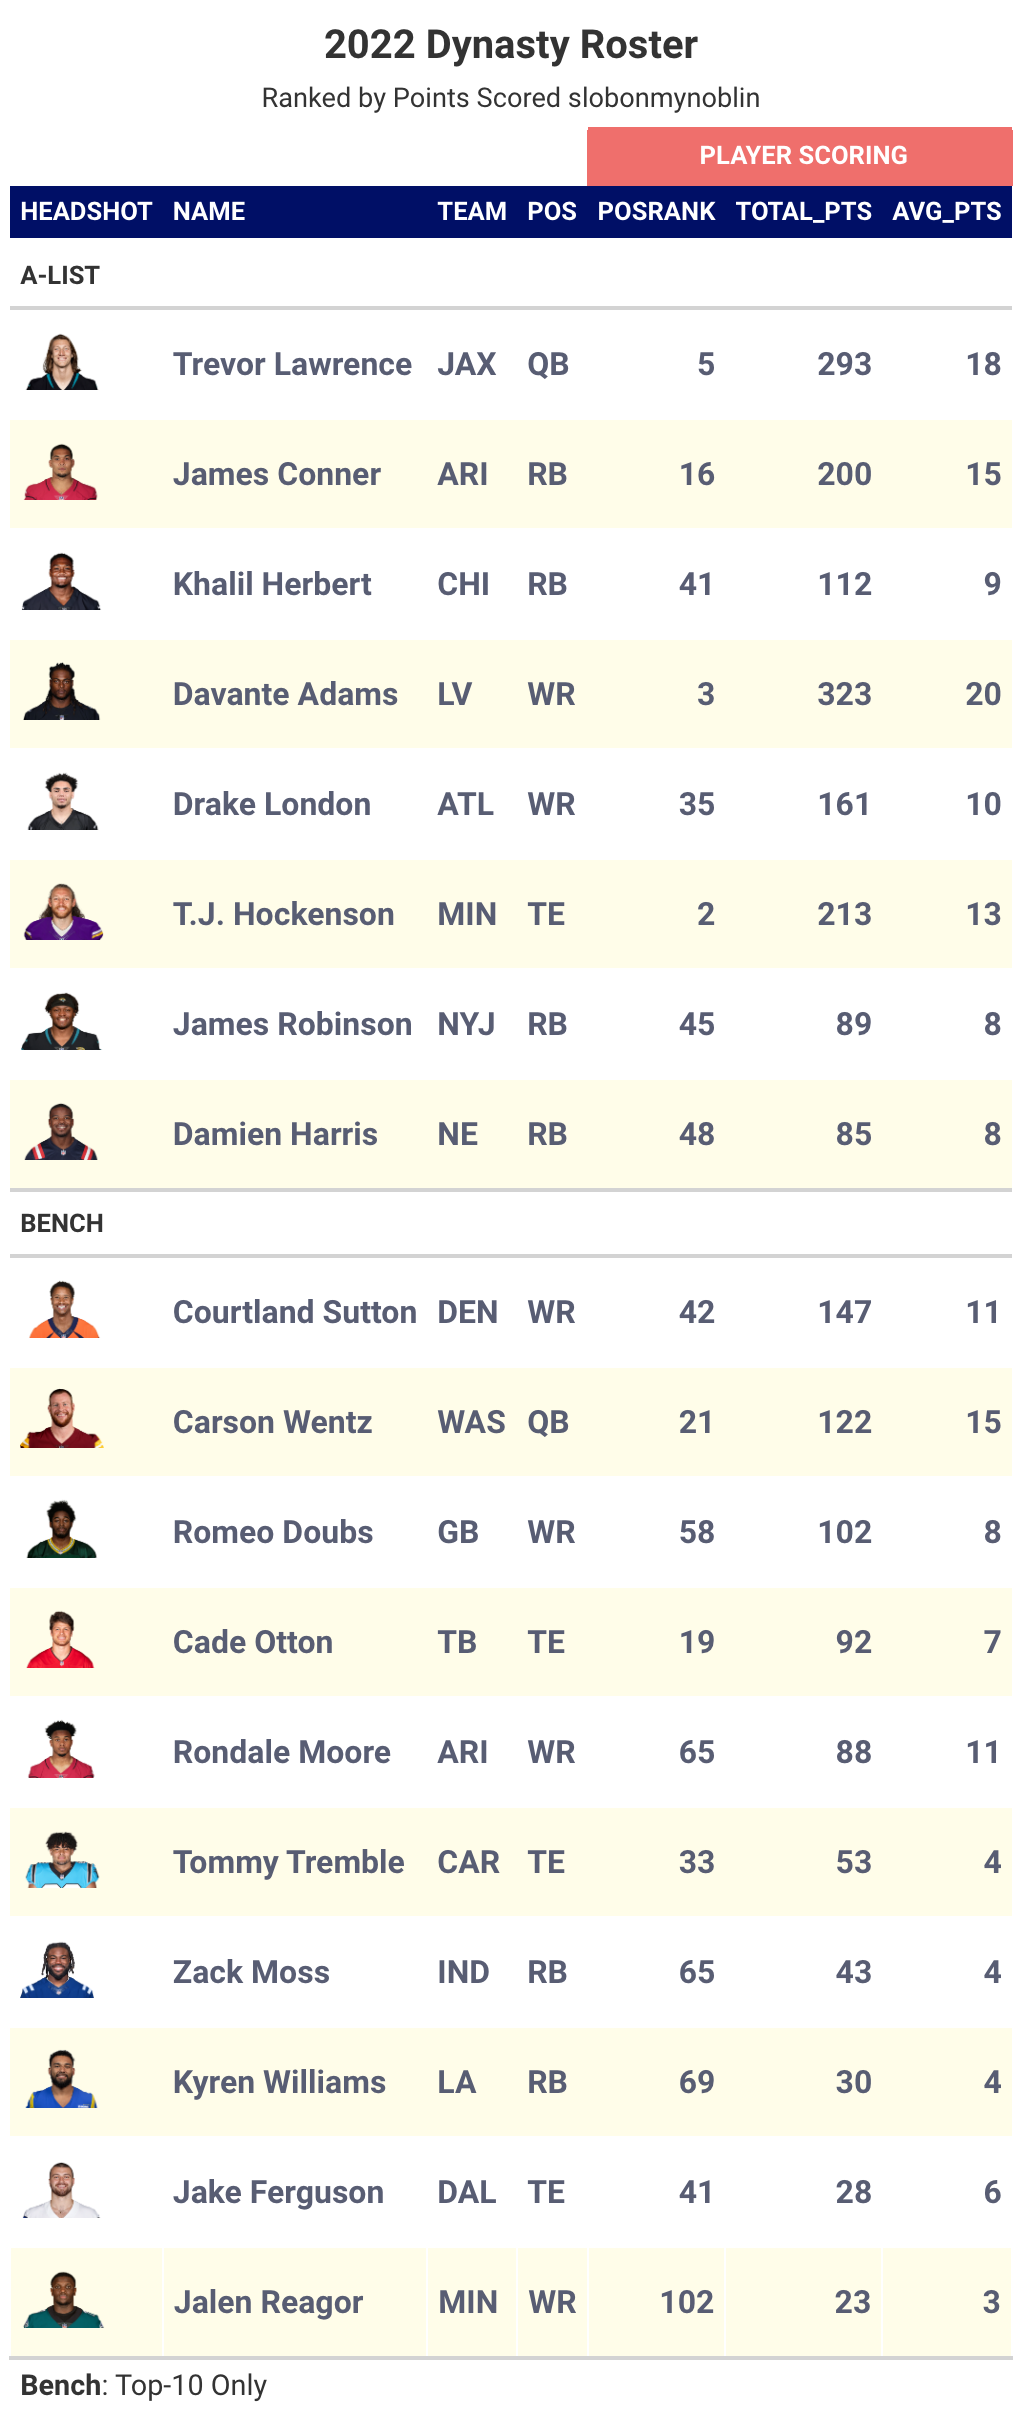 2022 Dynasty Roster
Ranked by Points Scored slobonmynoblin
PLAYER SCORING
HEADSHOT NAME TEAM POS POSRANK TOTAL_PTS AVG_PTS
A-LIST
Trevor Lawrence JAX QB 5 293 18
James Conner ARI RB 16 200 15
Khalil Herbert CHI RB 41 112 9
Davante Adams LV WR 3 323 20
Drake London ATL WR 35 161 10
T.J. Hockenson MIN TE 2 213 13
James Robinson NYJ RB 45 89 8
Damien Harris NE RB 48 85 8
BENCH
Courtland Sutton DEN WR 42 147 11
Carson Wentz WAS QB 21 122 15
Romeo Doubs GB WR 58 102 8
Cade Otton TB TE 19 92 7
Rondale Moore ARI WR 65 88 11
Tommy Tremble CAR TE 33 53 4
Zack Moss IND RB 65 43 4
Kyren Williams LA RB 69 30 4
Jake Ferguson DAL TE 41 28 6
Jalen Reagor MIN WR 102 23 3
Bench: Top-10 Only